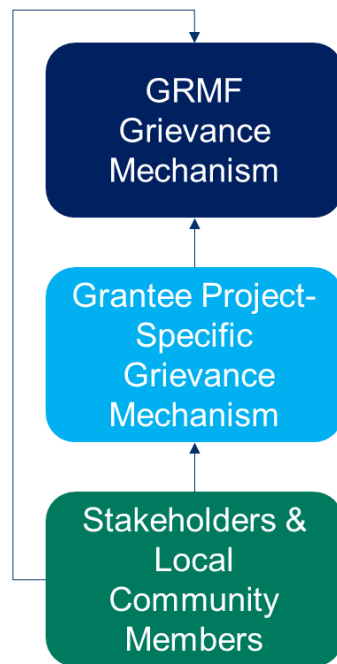 GRMF
Grievance
Mechanism
Grantee Project-
Specific
Grievance
Mechanism
Stakeholders &
Local
Community
Members